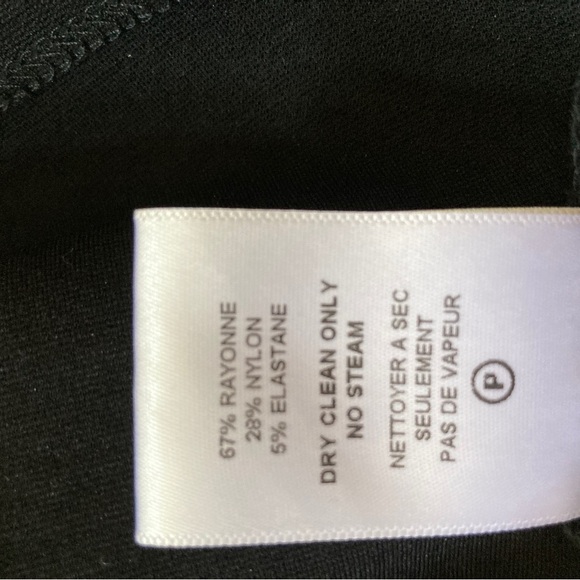 67% RAYONNE
28% NYLON
5% ELASTANE
DRY CLEAN ONLY
NO STEAM
NETTOYER A SEC
SEULEMENT
PAS DE VAPEUR
P